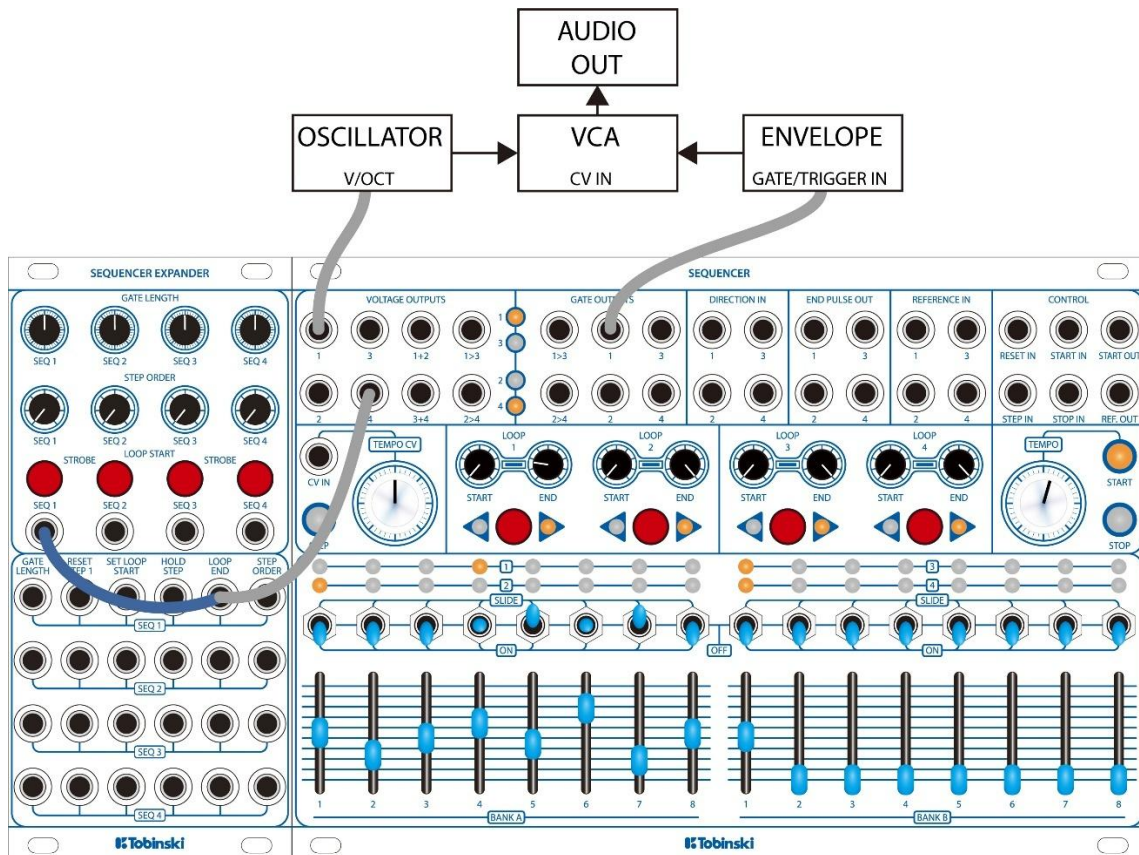 AUDIO
OUT
OSCILLATOR
V/OCT
VCA
CV IN
ENVELOPE
GATE/TRIGGER IN
SEQUENCER EXPANDER
GATE LENGTH
SEQ 1 SEQ 2 SEQ 3 SEQ 4
STEP ORDER
SEQ 1 SEQ 2 SEQ 3 SEQ 4
STROBE LOOP START STROBE
SEQ 1 SEQ 2 SEQ 3 SEQ 4
GATE LENGTH
RESET STEP 1
SET LOOP START
HOLD STEP
LOOP END
STEP ORDER
SEQ 1
SEQ 2
SEQ 3
SEQ 4
Tobinski
SEQUENCER
VOLTAGE OUTPUTS
1 3 1+2 1>3
2 4 3+4 2>4
1
3
2
4
GATE OUTPUTS
1>3 1 3
2>4 2 4
DIRECTION IN
1 3
2 4
END PULSE OUT
1 3
2 4
REFERENCE IN
1 3
2 4
CONTROL
RESET IN START IN START OUT
STEP IN STOP IN REF. OUT
CV IN
TEMPO CV
STEP
LOOP
1
START END
LOOP
2
START END
LOOP
3
START END
LOOP
4
START END
TEMPO
START
STOP
1
2
SLIDE
ON
OFF
3
4
SLIDE
ON
1 2 3 4 5 6 7 8
BANK A
1 2 3 4 5 6 7 8
BANK B
Tobinski